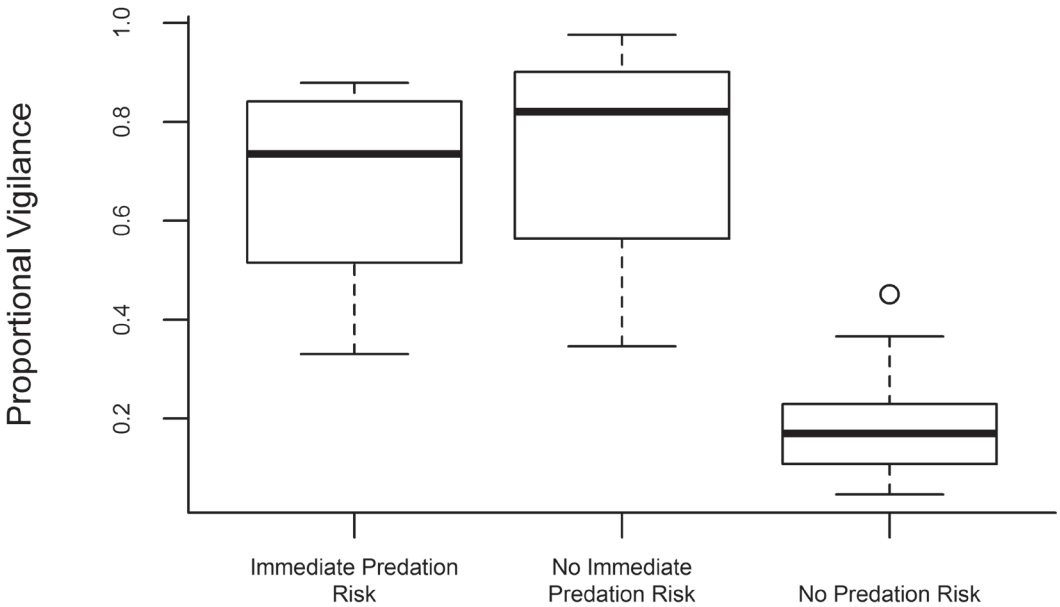 Proportional Vigilance
1.0
0.8
0.6
0.4
0.2
Immediate Predation
Risk
No Immediate
Predation Risk
No Predation Risk